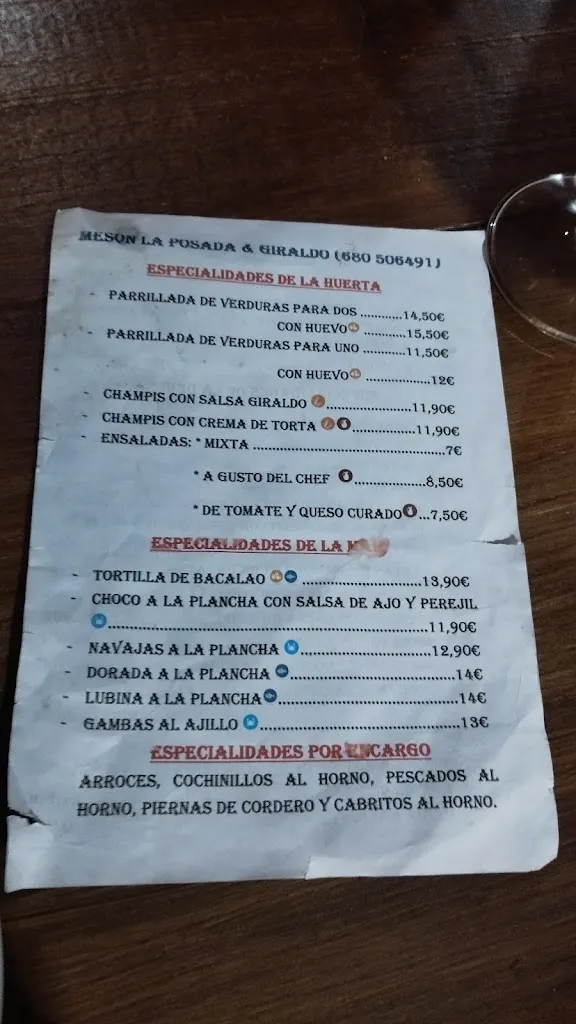 MESON LA POSADA & GIRALDO (680 506491)
ESPECIALIDADES DE LA HUERTA
- PARRILLADA DE VERDURAS PARA DOS ...........14,50€
CON HUEVO ...........15,50€
- PARRILLADA DE VERDURAS PARA UNO ...........11,50€
CON HUEVO ................12€
- CHAMPIS CON SALSA GIRALDO ......................11,90€
- CHAMPIS CON CREMA DE TORTA ................11,90€
- ENSALADAS: * MIXTA ..................................................7€
* A GUSTO DEL CHEF ..................8,50€
* DE TOMATE Y QUESO CURADO...7,50€
ESPECIALIDADES DE LA
- TORTILLA DE BACALAO ..............................13,90€
- CHOCO A LA PLANCHA CON SALSA DE AJO Y PEREJIL
................................................................................11,90€
- NAVAJAS A LA PLANCHA .................................12,90€
- DORADA A LA PLANCHA ..........................................14€
- LUBINA A LA PLANCHA.............................................14€
- GAMBAS AL AJILLO ..................................................13€
ESPECIALIDADES POR ENCARGO
ARROCES, COCHINILLOS AL HORNO, PESCADOS AL
HORNO, PIERNAS DE CORDERO Y CABRITOS AL HORNO.